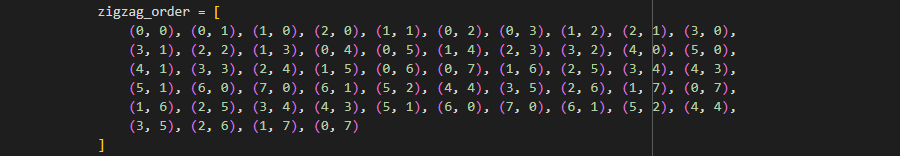 zigzag_order = [
(0, 0), (0, 1), (1, 0), (2, 0), (1, 1), (0, 2), (0, 3), (1, 2), (2, 1), (3, 0),
(3, 1), (2, 2), (1, 3), (0, 4), (0, 5), (1, 4), (2, 3), (3, 2), (4, 0), (5, 0),
(4, 1), (3, 3), (2, 4), (1, 5), (0, 6), (0, 7), (1, 6), (2, 5), (3, 4), (4, 3),
(5, 1), (6, 0), (7, 0), (6, 1), (5, 2), (4, 4), (3, 5), (2, 6), (1, 7), (0, 7),
(1, 6), (2, 5), (3, 4), (4, 3), (5, 1), (6, 0), (7, 0), (6, 1), (5, 2), (4, 4),
(3, 5), (2, 6), (1, 7), (0, 7)
]